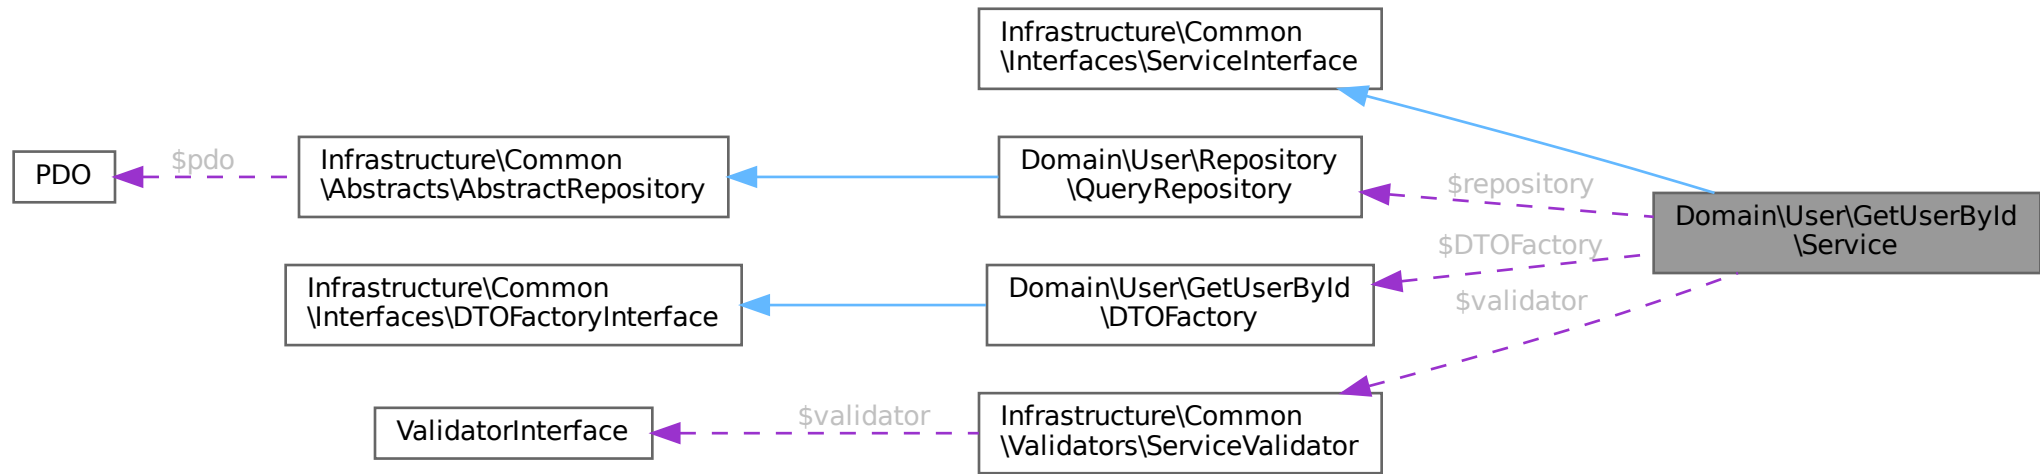 Infrastructure\Common
\Interfaces\ServiceInterface
PDO
$pdo
Infrastructure\Common
\Abstracts\AbstractRepository
Domain\User\Repository
\QueryRepository
$repository
Domain\User\GetUserById
\Service
$DTOFactory
Infrastructure\Common
\Interfaces\DTOFactoryInterface
Domain\User\GetUserById
\DTOFactory
$validator
ValidatorInterface
$validator
Infrastructure\Common
\Validators\ServiceValidator